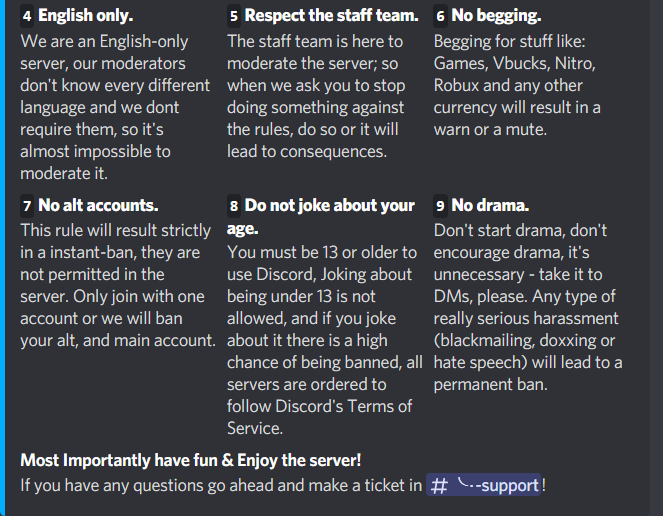 4 English only.
We are an English-only
server, our moderators
don't know every different
language and we dont
require them, so it's
almost impossible to
moderate it.
5 Respect the staff team.
The staff team is here to
moderate the server; so
when we ask you to stop
doing something against
the rules, do so or it will
lead to consequences.
6 No begging.
Begging for stuff like:
Games, Vbucks, Nitro,
Robux and any other
currency will result in a
warn or a mute.
7 No alt accounts.
This rule will result strictly
in a instant-ban, they are
not permitted in the
server. Only join with one
account or we will ban
your alt, and main account.
8 Do not joke about your
age.
You must be 13 or older to
use Discord, Joking about
being under 13 is not
allowed, and if you joke
about it there is a high
chance of being banned, all
servers are ordered to
follow Discord's Terms of
Service.
9 No drama.
Don't start drama, don't
encourage drama, it's
unnecessary - take it to
DMs, please. Any type of
really serious harassment
(blackmailing, doxxing or
hate speech) will lead to a
permanent ban.
Most Importantly have fun & Enjoy the server!
If you have any questions go ahead and make a ticket in # ╰・-support!